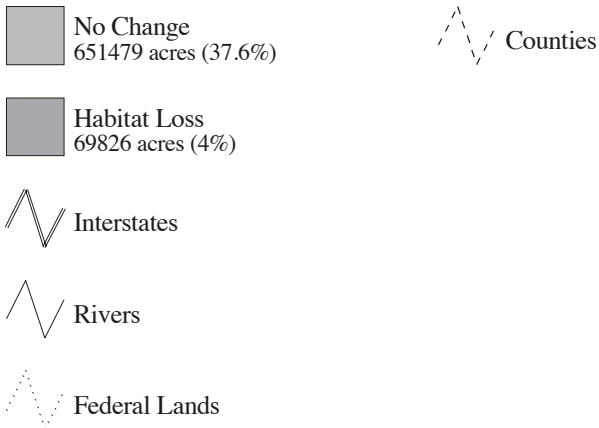 No Change
651479 acres (37.6%)
Habitat Loss
69826 acres (4%)
Interstates
Rivers
Federal Lands
Counties